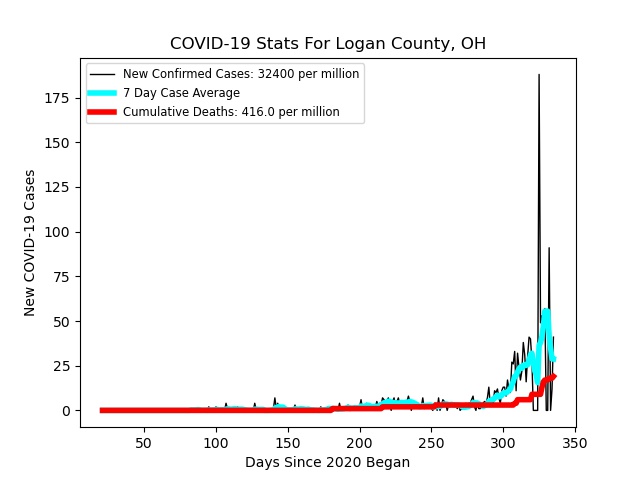 COVID-19 Stats For Logan County, OH
New Confirmed Cases: 32400 per million
7 Day Case Average
Cumulative Deaths: 416.0 per million
New COVID-19 Cases
175
150
125
100
75
50
25
0
50
100
150
200
250
300
350
Days Since 2020 Began